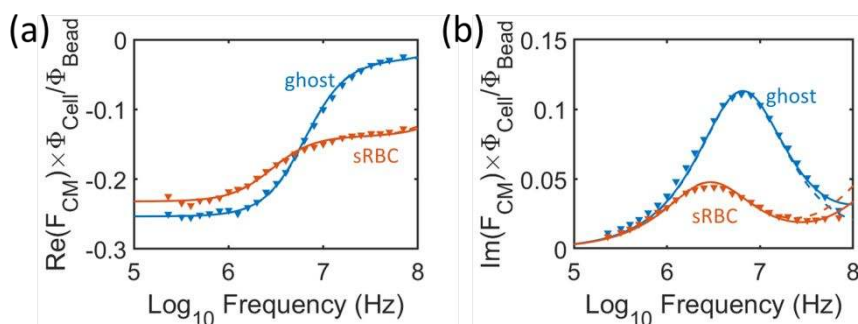 (a)
Re(F_CM)×Φ_Cell/Φ_Bead
0
-0.1
-0.2
-0.3
ghost
sRBC
5 6 7 8
Log10 Frequency (Hz)
(b)
Im(F_CM)×Φ_Cell/Φ_Bead
0.15
0.1
0.05
0
ghost
sRBC
5 6 7 8
Log10 Frequency (Hz)